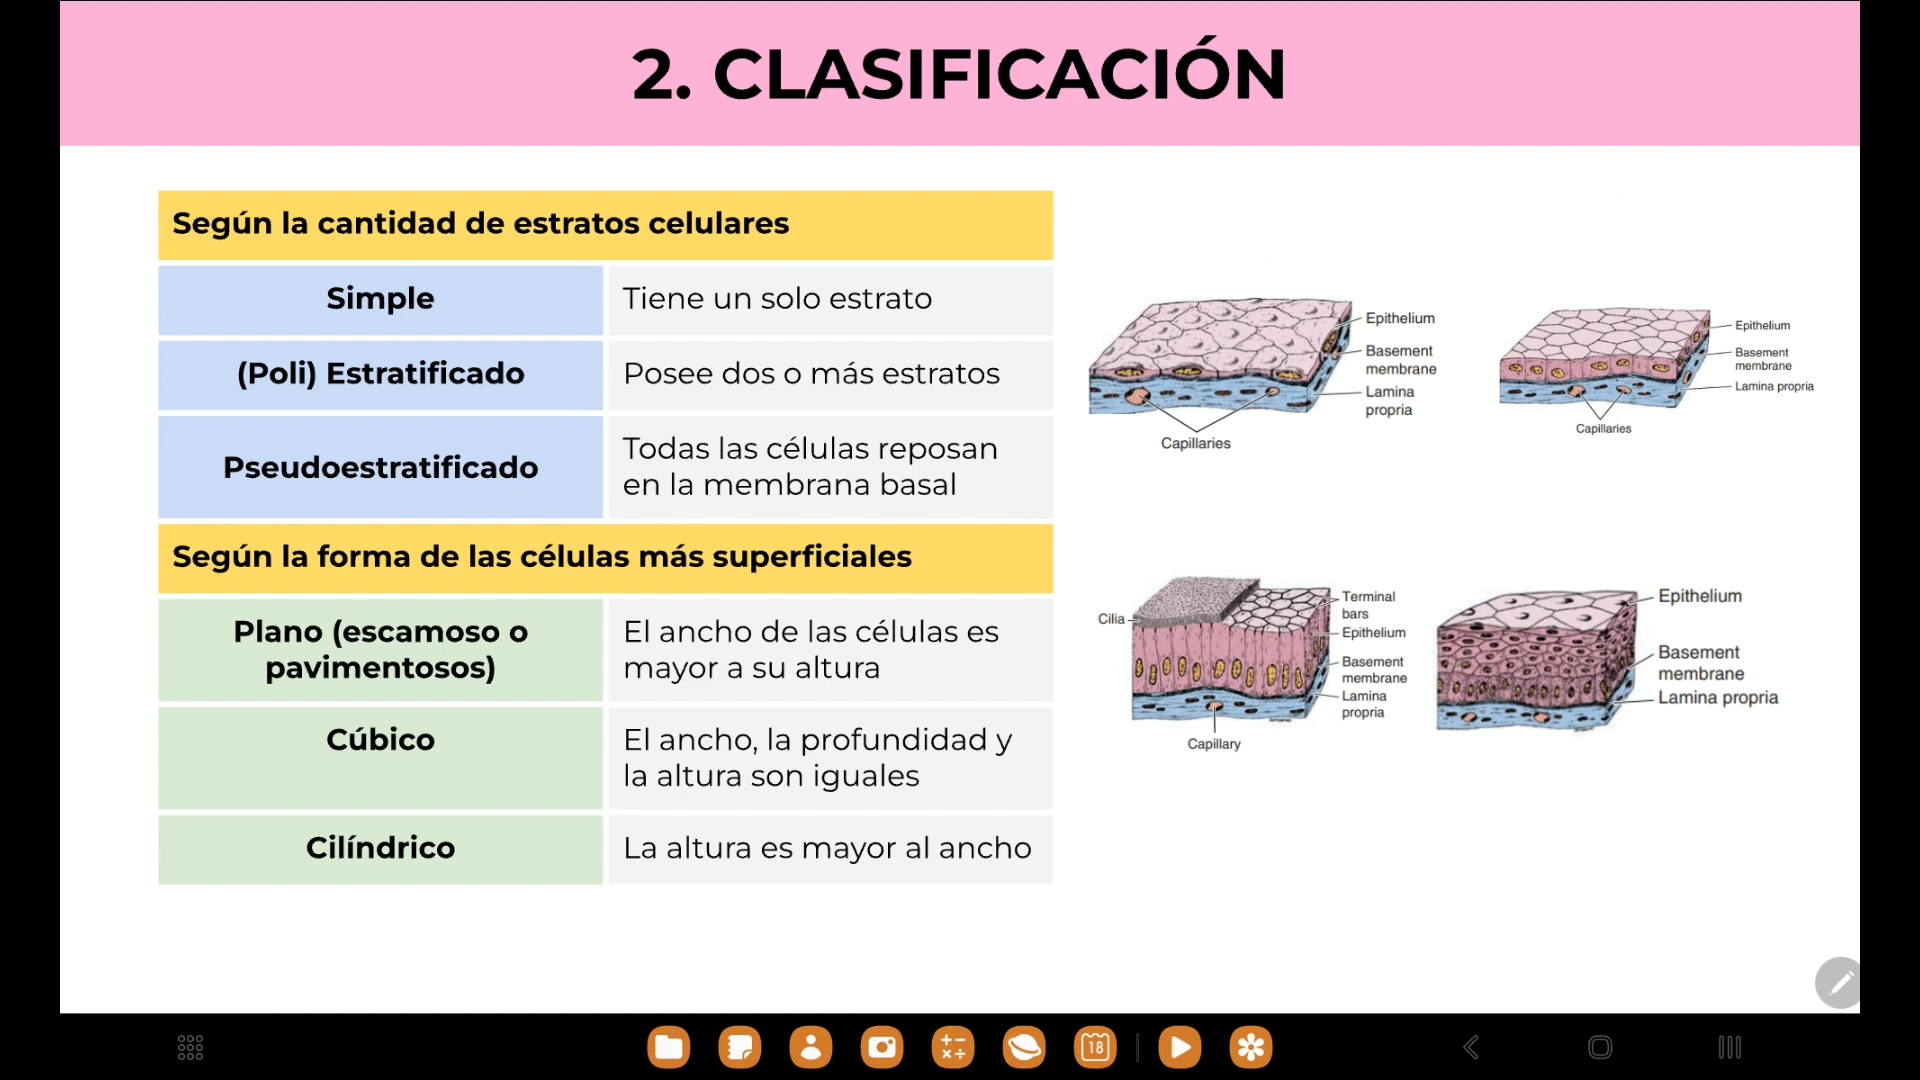 2. CLASIFICACIÓN
Según la cantidad de estratos celulares
Simple
Tiene un solo estrato
(Poli) Estratificado
Posee dos o más estratos
Pseudoestratificado
Todas las células reposan
en la membrana basal
Según la forma de las células más superficiales
Plano (escamoso o
pavimentosos)
El ancho de las células es
mayor a su altura
Cúbico
El ancho, la profundidad y
la altura son iguales
Cilíndrico
La altura es mayor al ancho
Epithelium
Basement
membrane
Lamina
propria
Capillaries
Epithelium
Basement
membrane
Lamina propria
Capillaries
Cilia
Terminal
bars
Epithelium
Basement
membrane
Lamina
propria
Capillary
Epithelium
Basement
membrane
Lamina propria
18